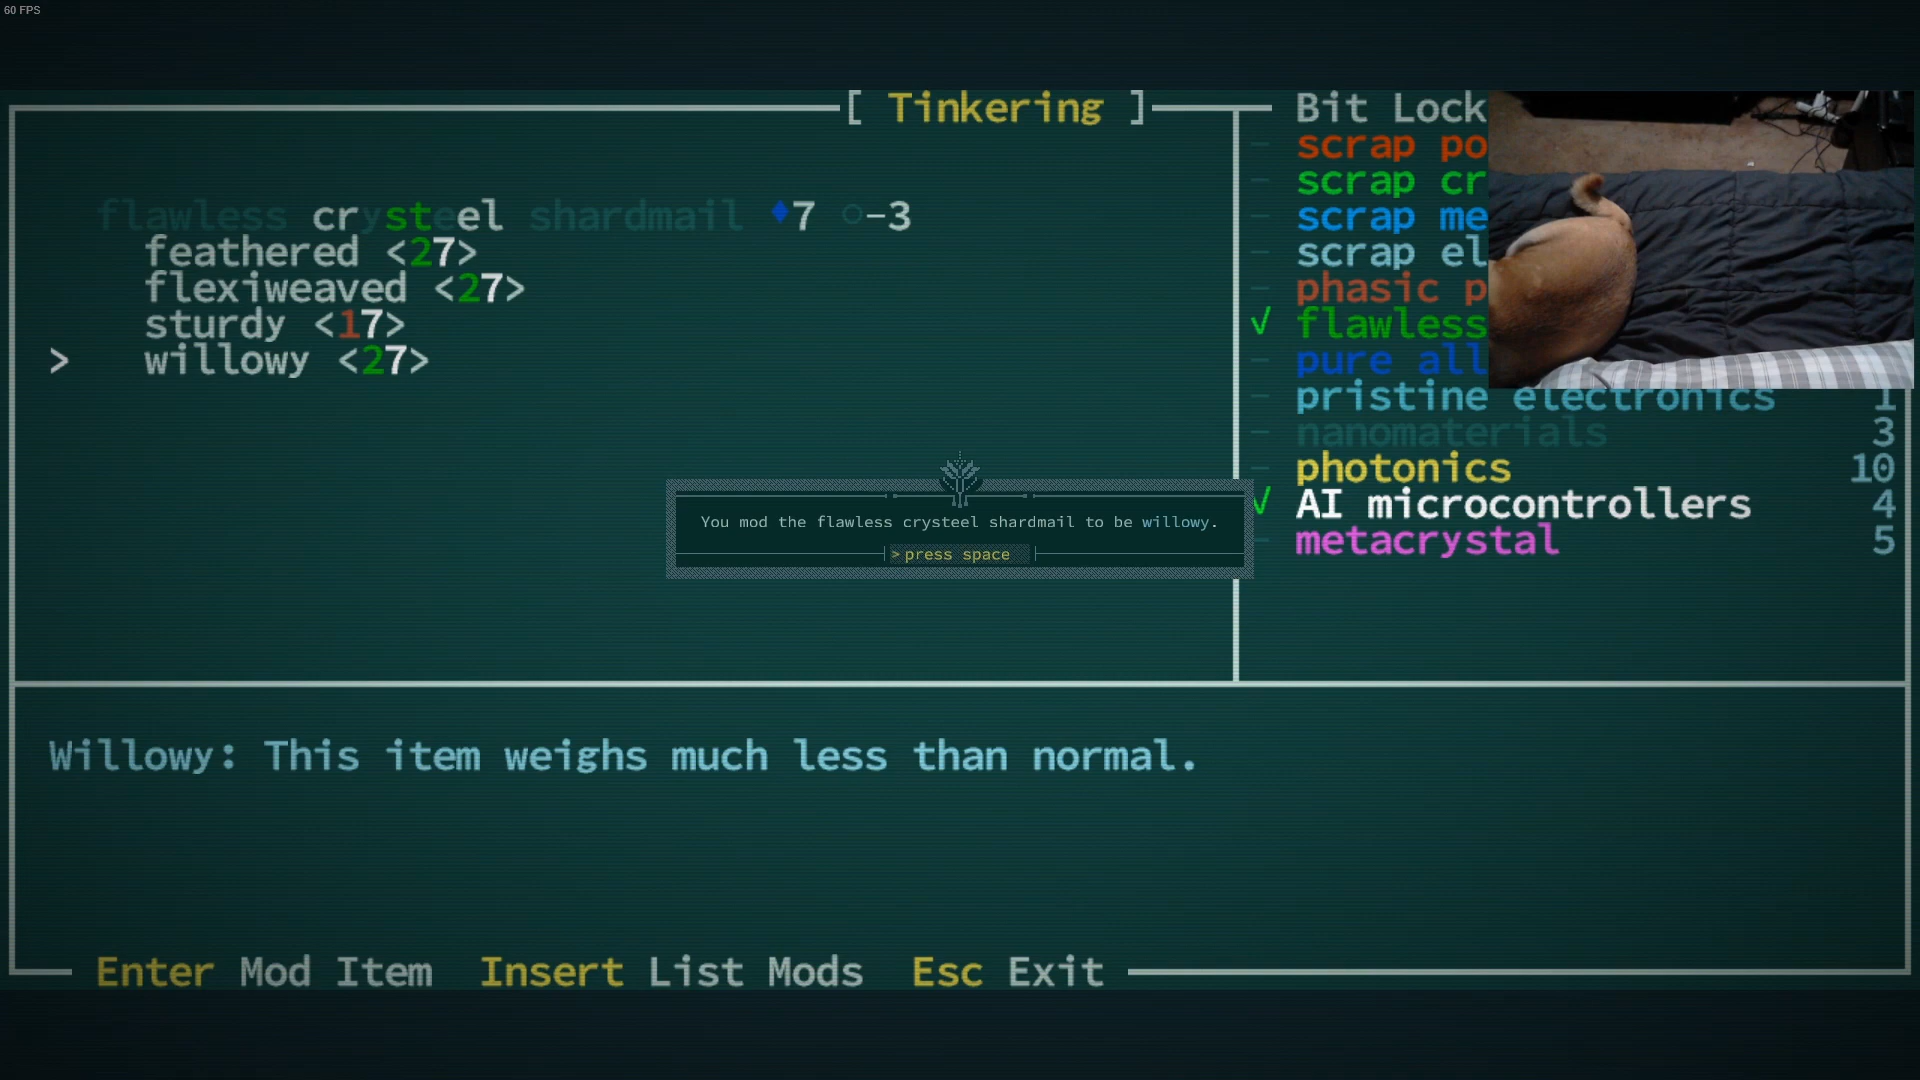 60 FPS
[ Tinkering ]
Bit Lock
flawless crysteel shardmail ♦7 ○-3
feathered <27>
flexiweaved <27>
sturdy <17>
> willowy <27>
scrap po
scrap cr
scrap me
scrap el
phasic p
√ flawless
pure all
pristine electronics 1
nanomaterials 3
photonics 10
√ AI microcontrollers 4
metacrystal 5
You mod the flawless crysteel shardmail to be willowy.
> press space
Willowy: This item weighs much less than normal.
Enter Mod Item Insert List Mods Esc Exit